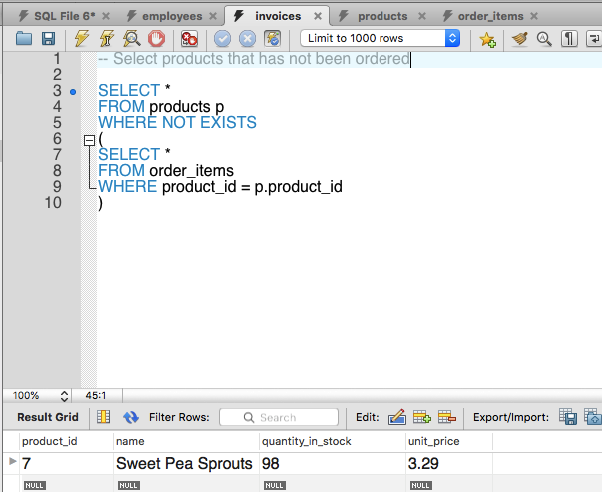 SQL File 6* employees invoices products order_items
Limit to 1000 rows
1 -- Select products that has not been ordered
2
3 SELECT *
4 FROM products p
5 WHERE NOT EXISTS
6 (
7 SELECT *
8 FROM order_items
9 WHERE product_id = p.product_id
10 )
100% 45:1
Result Grid Filter Rows: Search Edit: Export/Import:
product_id name quantity_in_stock unit_price
7 Sweet Pea Sprouts 98 3.29
NULL NULL NULL NULL